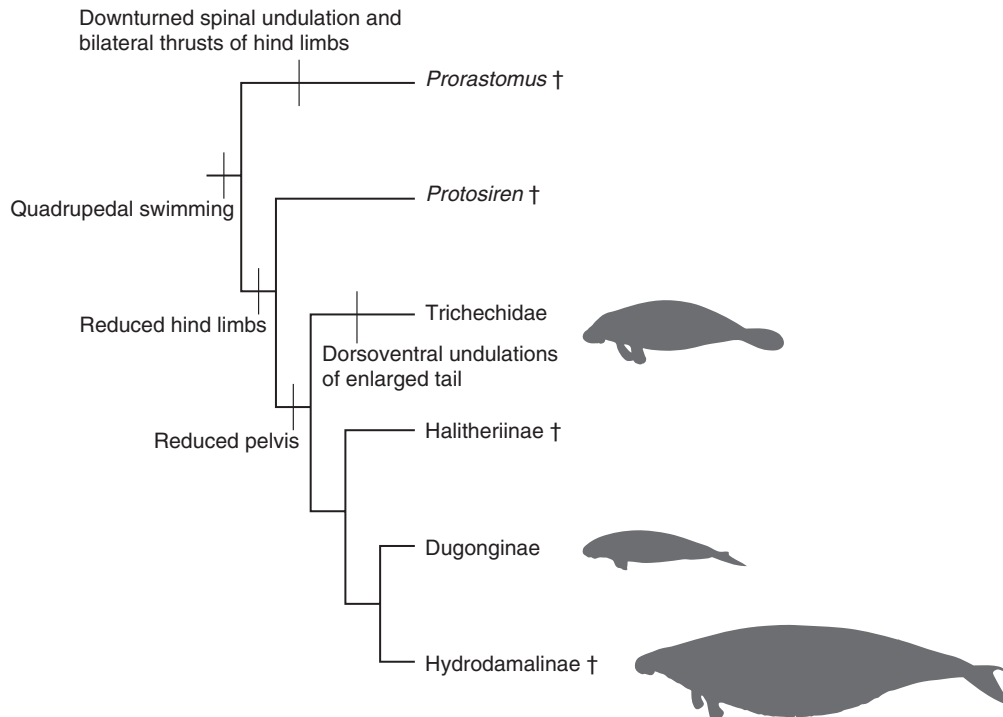 Downturned spinal undulation and
bilateral thrusts of hind limbs
Prorastomus †
Quadrupedal swimming
Protosiren †
Reduced hind limbs
Trichechidae
Dorsoventral undulations
of enlarged tail
Reduced pelvis
Halitheriinae †
Dugonginae
Hydrodamalinae †